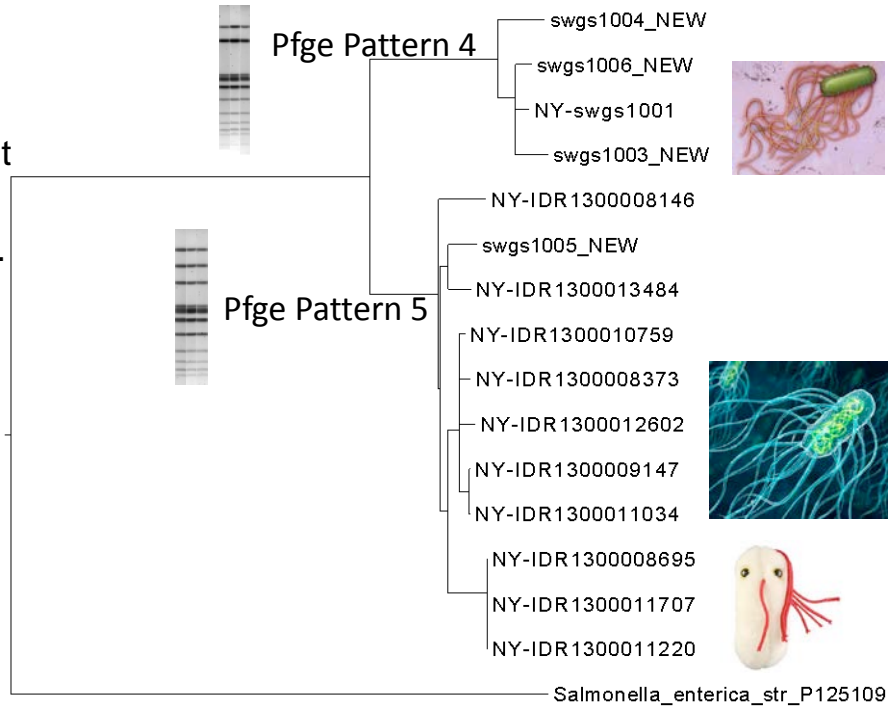 swgs1004_NEW
Pfge Pattern 4
swgs1006_NEW
NY-swgs1001
t
swgs1003_NEW
NY-IDR1300008146
swgs1005_NEW
.
NY-IDR1300013484
Pfge Pattern 5
NY-IDR1300010759
NY-IDR1300008373
NY-IDR1300012602
NY-IDR1300009147
NY-IDR1300011034
NY-IDR1300008695
NY-IDR1300011707
NY-IDR1300011220
Salmonella_enterica_str_P125109